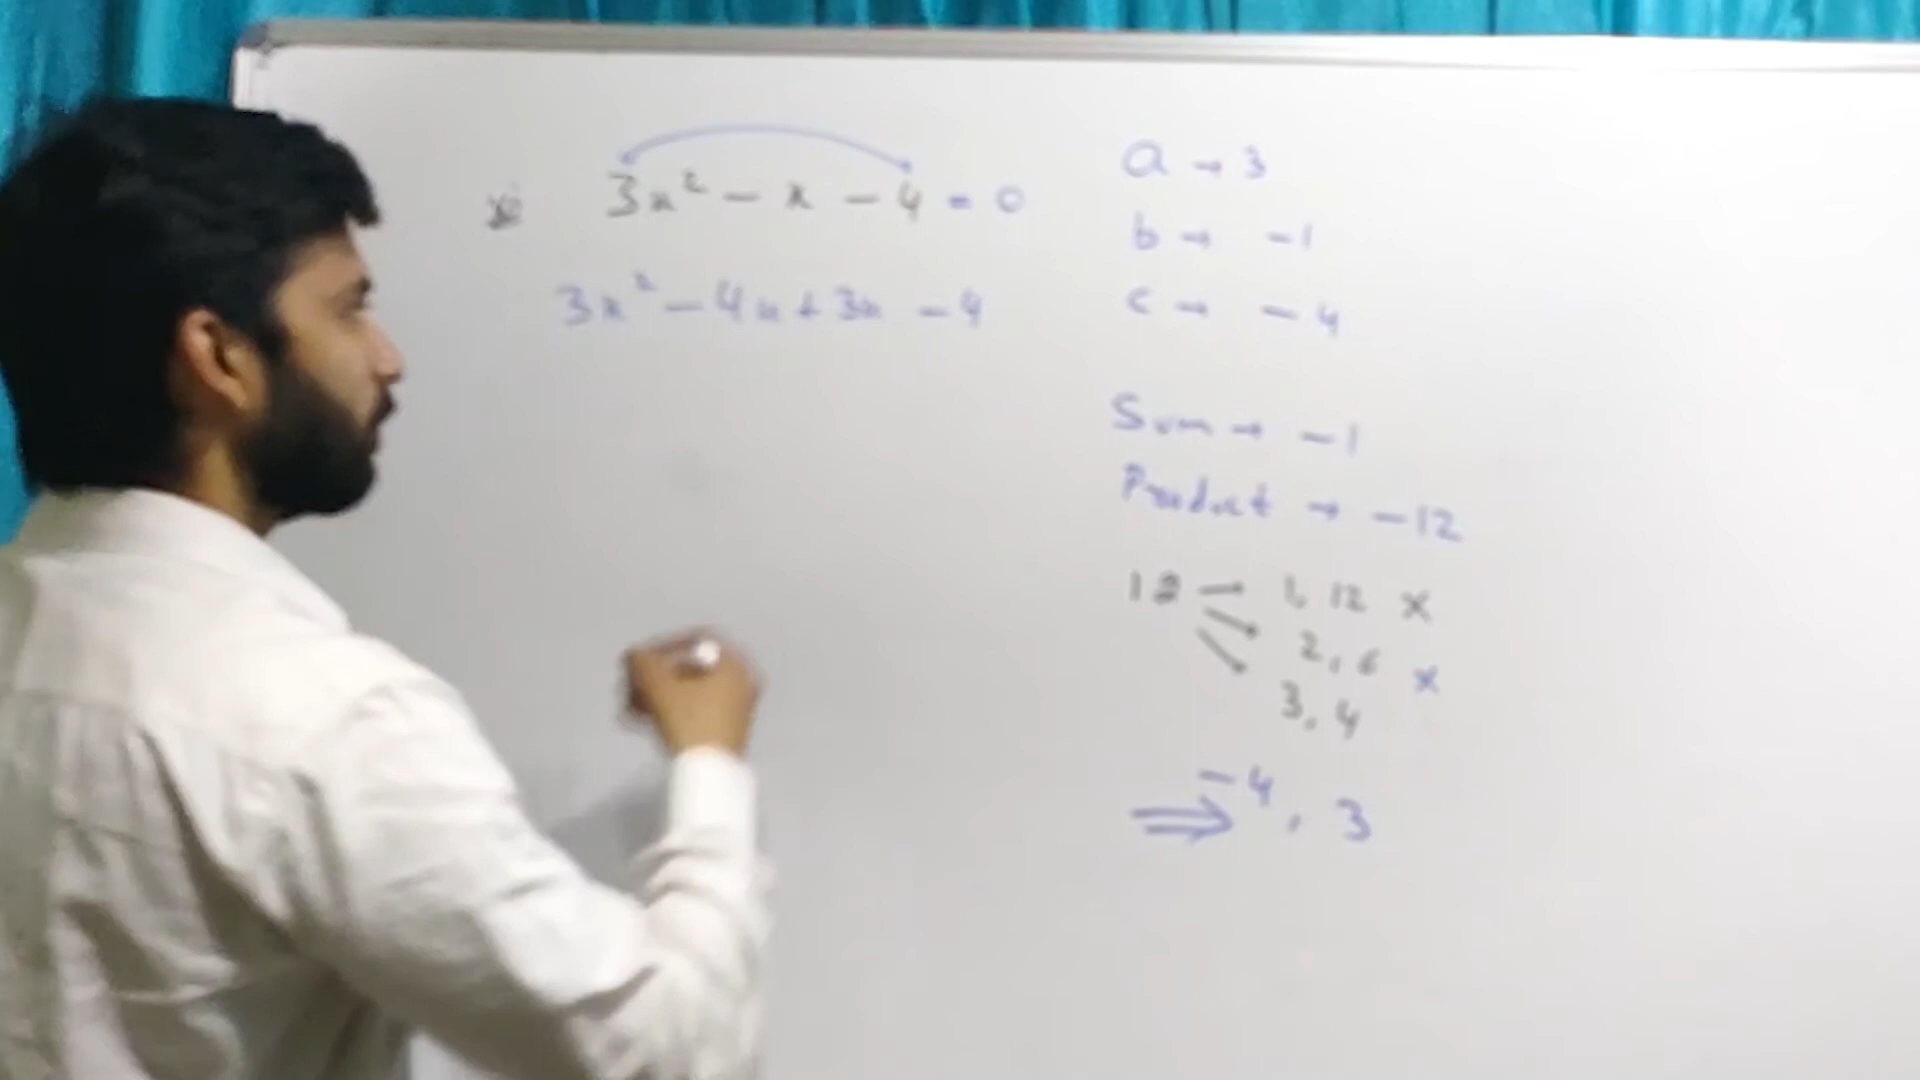 3x² - x - 4 = 0
3x² - 4x + 3x - 4
a → 3
b → -1
c → -4
Sum → -1
Product → -12
12 → 1, 12 ×
→ 2, 6 ×
→ 3, 4
⇒ -4, 3